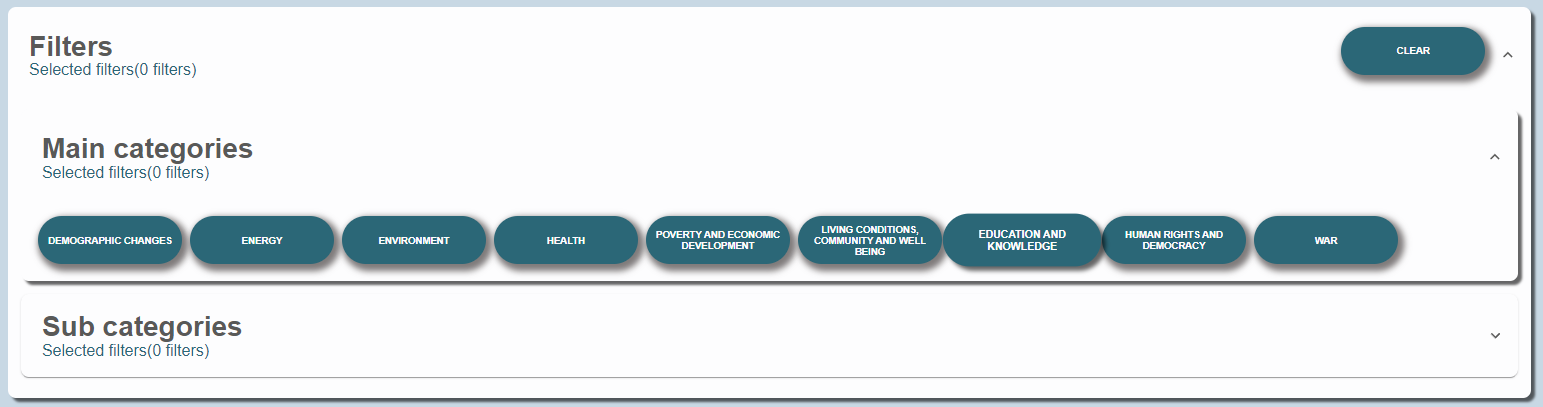 Filters
Selected filters(0 filters)
CLEAR
Main categories
Selected filters(0 filters)
DEMOGRAPHIC CHANGES
ENERGY
ENVIRONMENT
HEALTH
POVERTY AND ECONOMIC
DEVELOPMENT
LIVING CONDITIONS,
COMMUNITY AND WELL
BEING
EDUCATION AND
KNOWLEDGE
HUMAN RIGHTS AND
DEMOCRACY
WAR
Sub categories
Selected filters(0 filters)